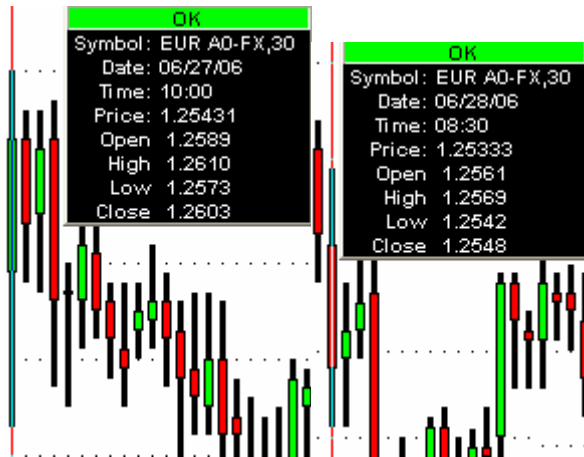 OK
Symbol: EUR A0-FX,30
Date: 06/27/06
Time: 10:00
Price: 1.25431
Open 1.2589
High 1.2610
Low 1.2573
Close 1.2603
OK
Symbol: EUR A0-FX,30
Date: 06/28/06
Time: 08:30
Price: 1.25333
Open 1.2561
High 1.2569
Low 1.2542
Close 1.2548